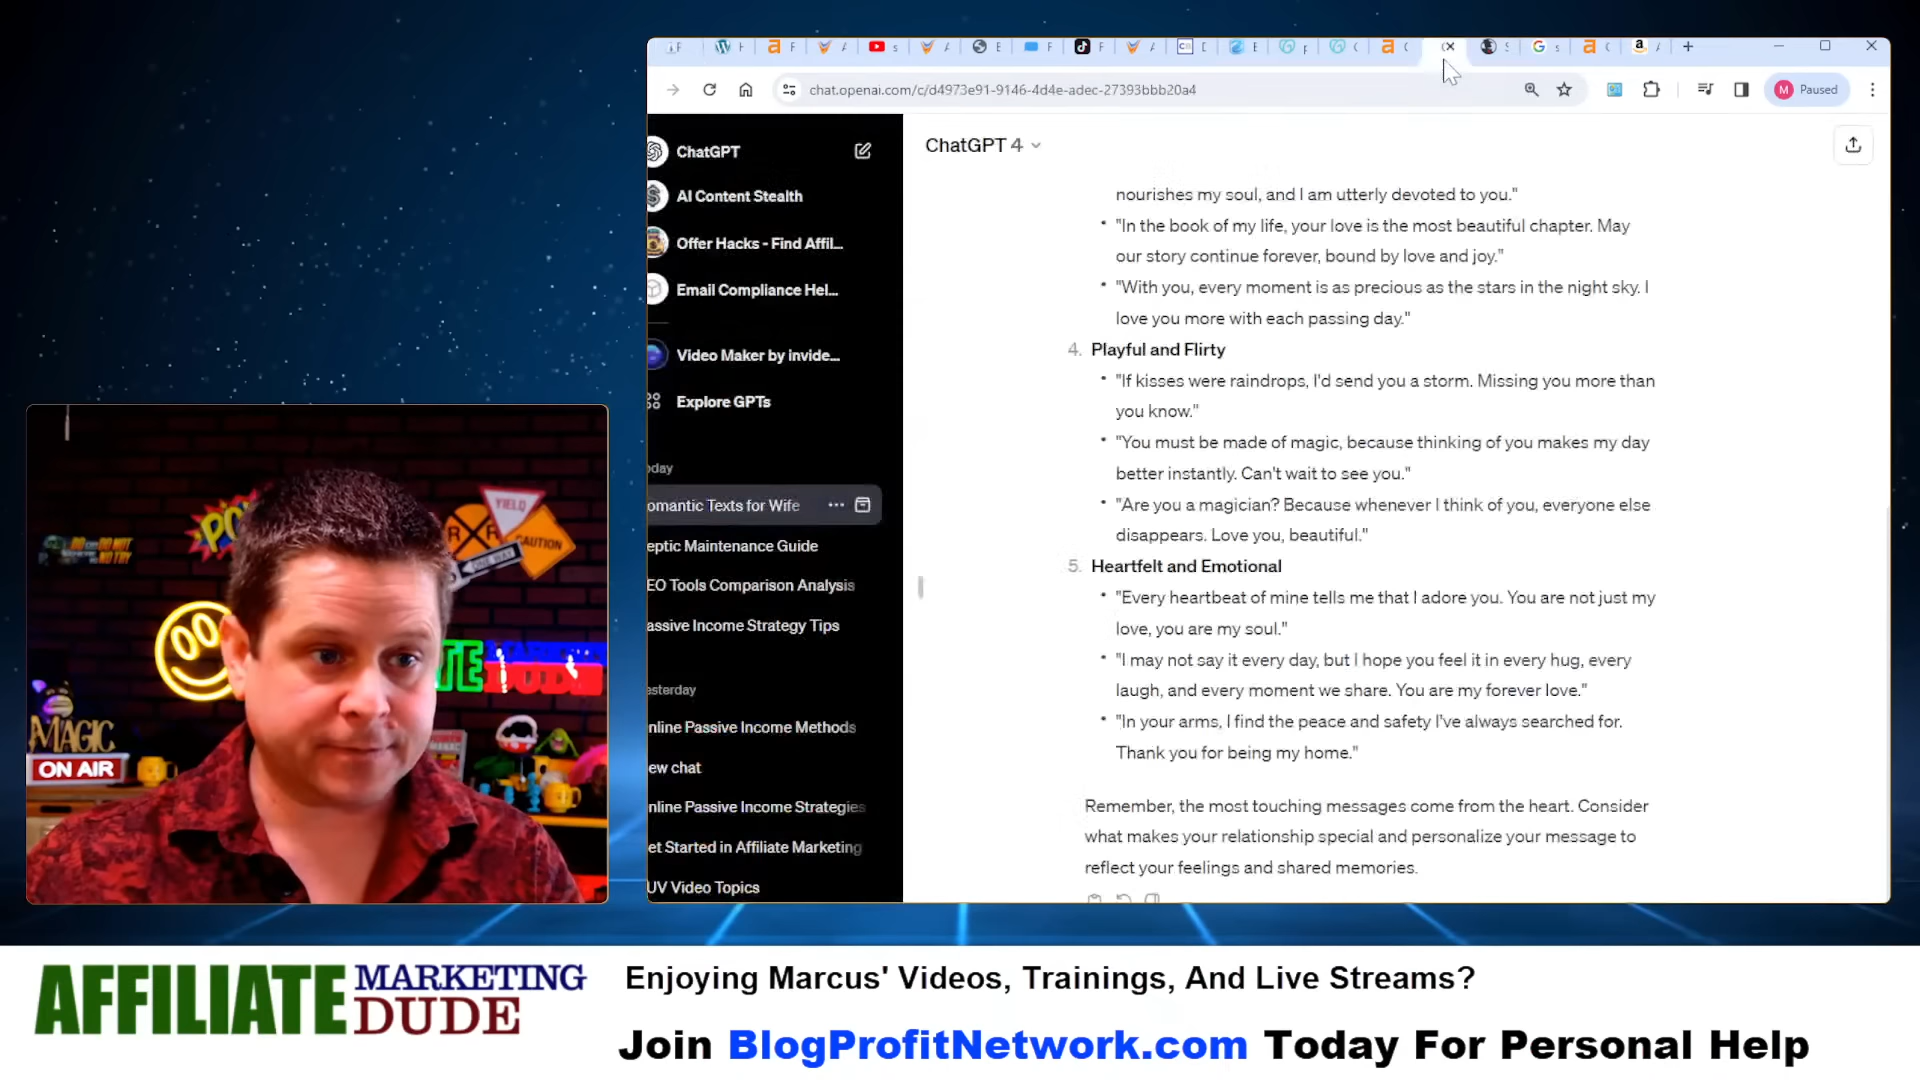 chat.openai.com/c/d4973e91-9146-4d4e-adec-27393bbb20a4
M Paused
ChatGPT
AI Content Stealth
Offer Hacks - Find Affil...
Email Compliance Hel...
Video Maker by invide...
Explore GPTs
oday
omantic Texts for Wife
eptic Maintenance Guide
EO Tools Comparison Analysis
assive Income Strategy Tips
esterday
nline Passive Income Methods
ew chat
nline Passive Income Strategies
et Started in Affiliate Marketing
UV Video Topics
ChatGPT 4
nourishes my soul, and I am utterly devoted to you."
• "In the book of my life, your love is the most beautiful chapter. May
our story continue forever, bound by love and joy."
• "With you, every moment is as precious as the stars in the night sky. I
love you more with each passing day."
4. Playful and Flirty
• "If kisses were raindrops, I'd send you a storm. Missing you more than
you know."
• "You must be made of magic, because thinking of you makes my day
better instantly. Can't wait to see you."
• "Are you a magician? Because whenever I think of you, everyone else
disappears. Love you, beautiful."
5. Heartfelt and Emotional
• "Every heartbeat of mine tells me that I adore you. You are not just my
love, you are my soul."
• "I may not say it every day, but I hope you feel it in every hug, every
laugh, and every moment we share. You are my forever love."
• "In your arms, I find the peace and safety I've always searched for.
Thank you for being my home."
Remember, the most touching messages come from the heart. Consider
what makes your relationship special and personalize your message to
reflect your feelings and shared memories.
YIELD
R R
CAUTION
ONE WAY
MAGIC
ON AIR
AFFILIATE MARKETING DUDE
Enjoying Marcus' Videos, Trainings, And Live Streams?
Join BlogProfitNetwork.com Today For Personal Help